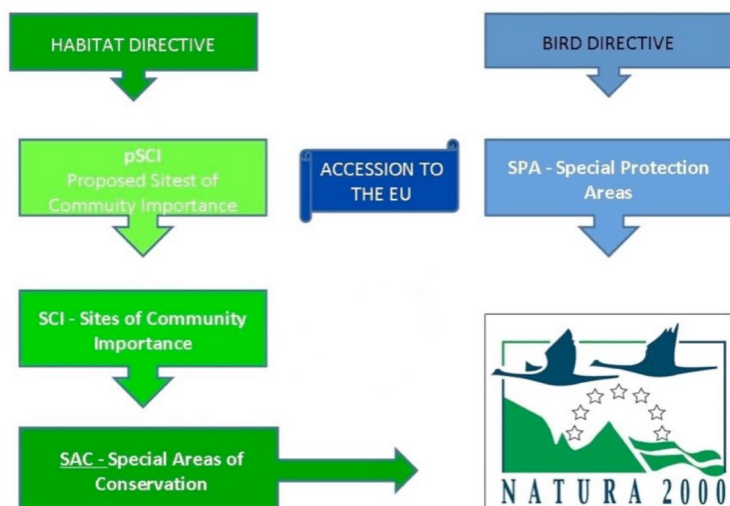 HABITAT DIRECTIVE
BIRD DIRECTIVE
pSCI
Proposed Sitest of
Commuity Importance
ACCESSION TO
THE EU
SPA - Special Protection
Areas
SCI - Sites of Community
Importance
SAC - Special Areas of
Conservation
NATURA 2000